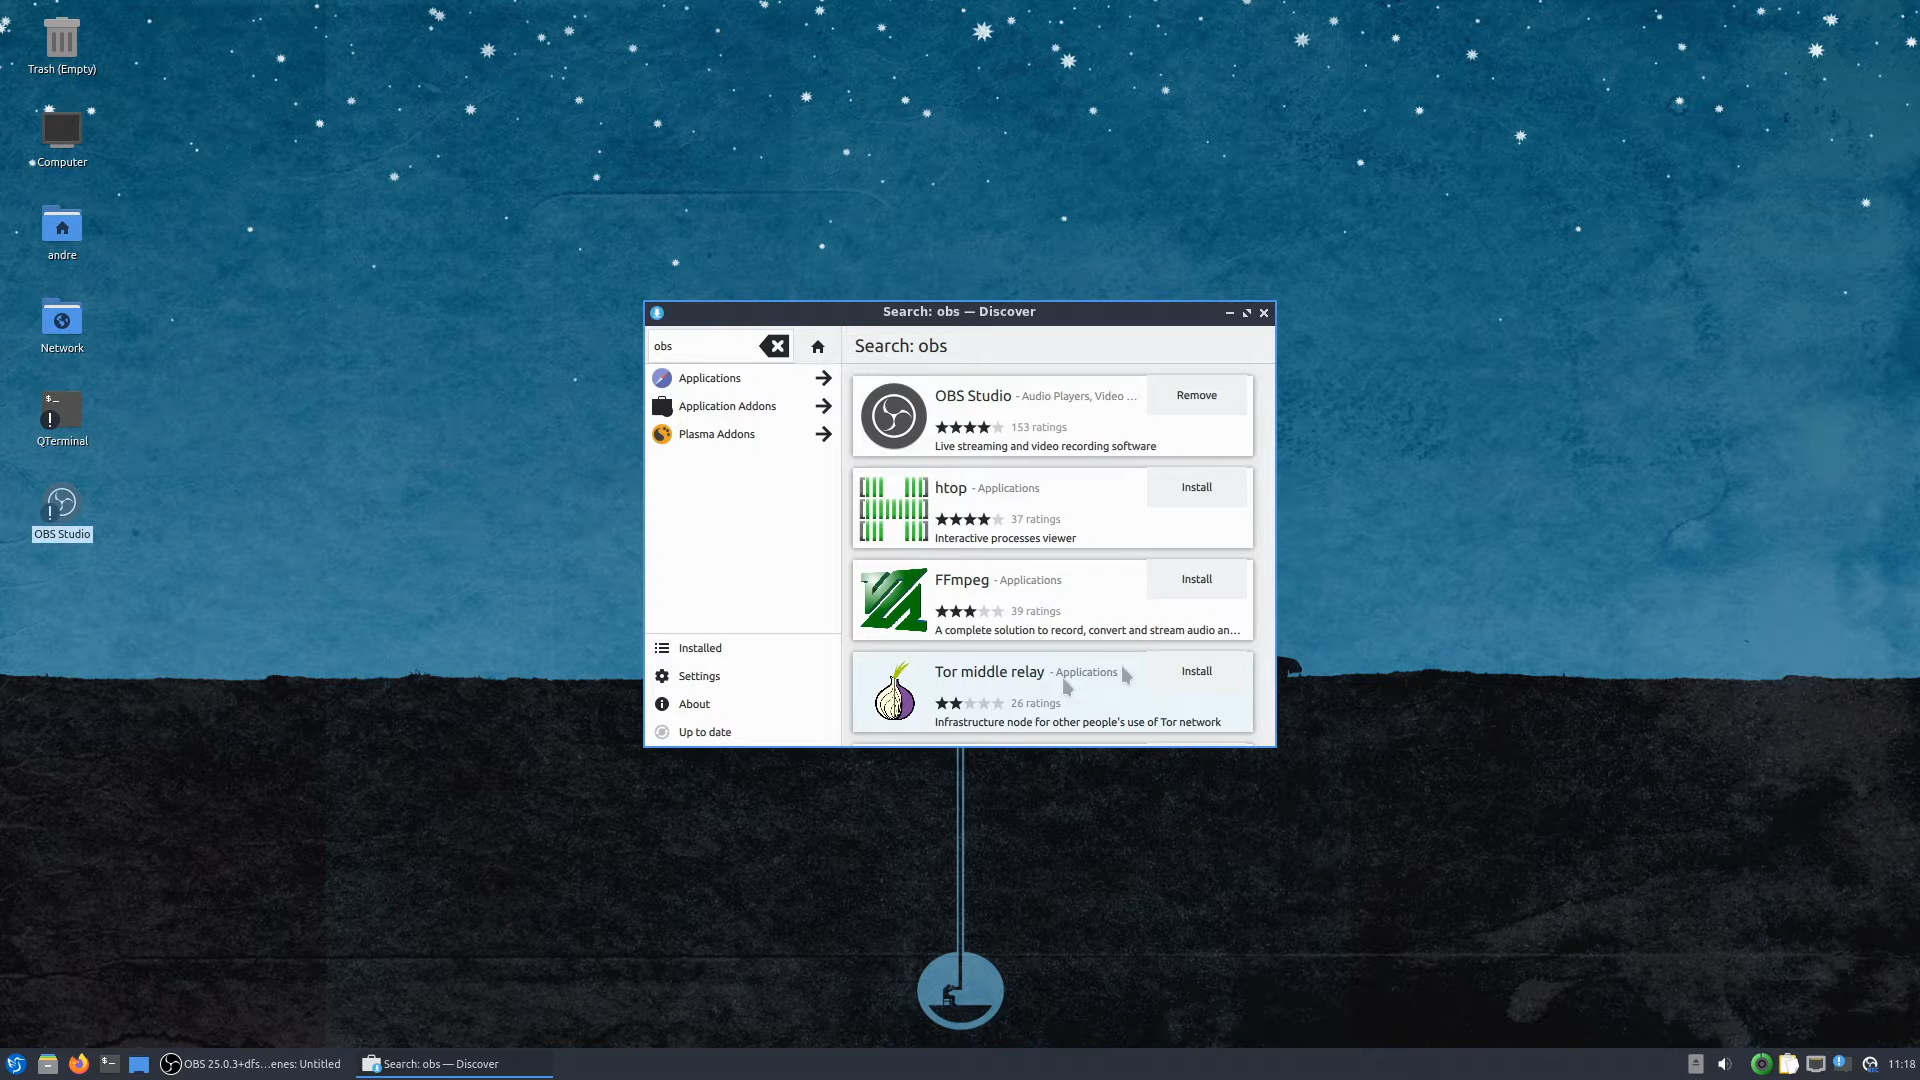 Trash (Empty)
Computer
andre
Network
QTerminal
OBS Studio
Search: obs — Discover
obs
Search: obs
Applications
Application Addons
Plasma Addons
Installed
Settings
About
Up to date
OBS Studio - Audio Players, Video ...
Remove
153 ratings
Live streaming and video recording software
htop - Applications
Install
37 ratings
Interactive processes viewer
FFmpeg - Applications
Install
39 ratings
A complete solution to record, convert and stream audio an...
Tor middle relay - Applications
Install
26 ratings
Infrastructure node for other people's use of Tor network
OBS 25.0.3+dfs...enes: Untitled
Search: obs — Discover
11:18